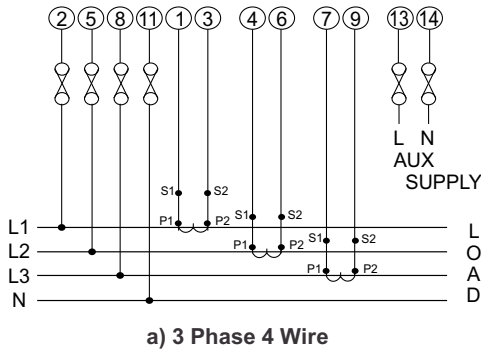 2 5 8 11 1 3 4 6 7 9 13 14
L N
AUX
SUPPLY
S1 S2
P1 P2
S1 S2
P1 P2
S1 S2
P1 P2
L1
L2
L3
N
L
O
A
D
a) 3 Phase 4 Wire